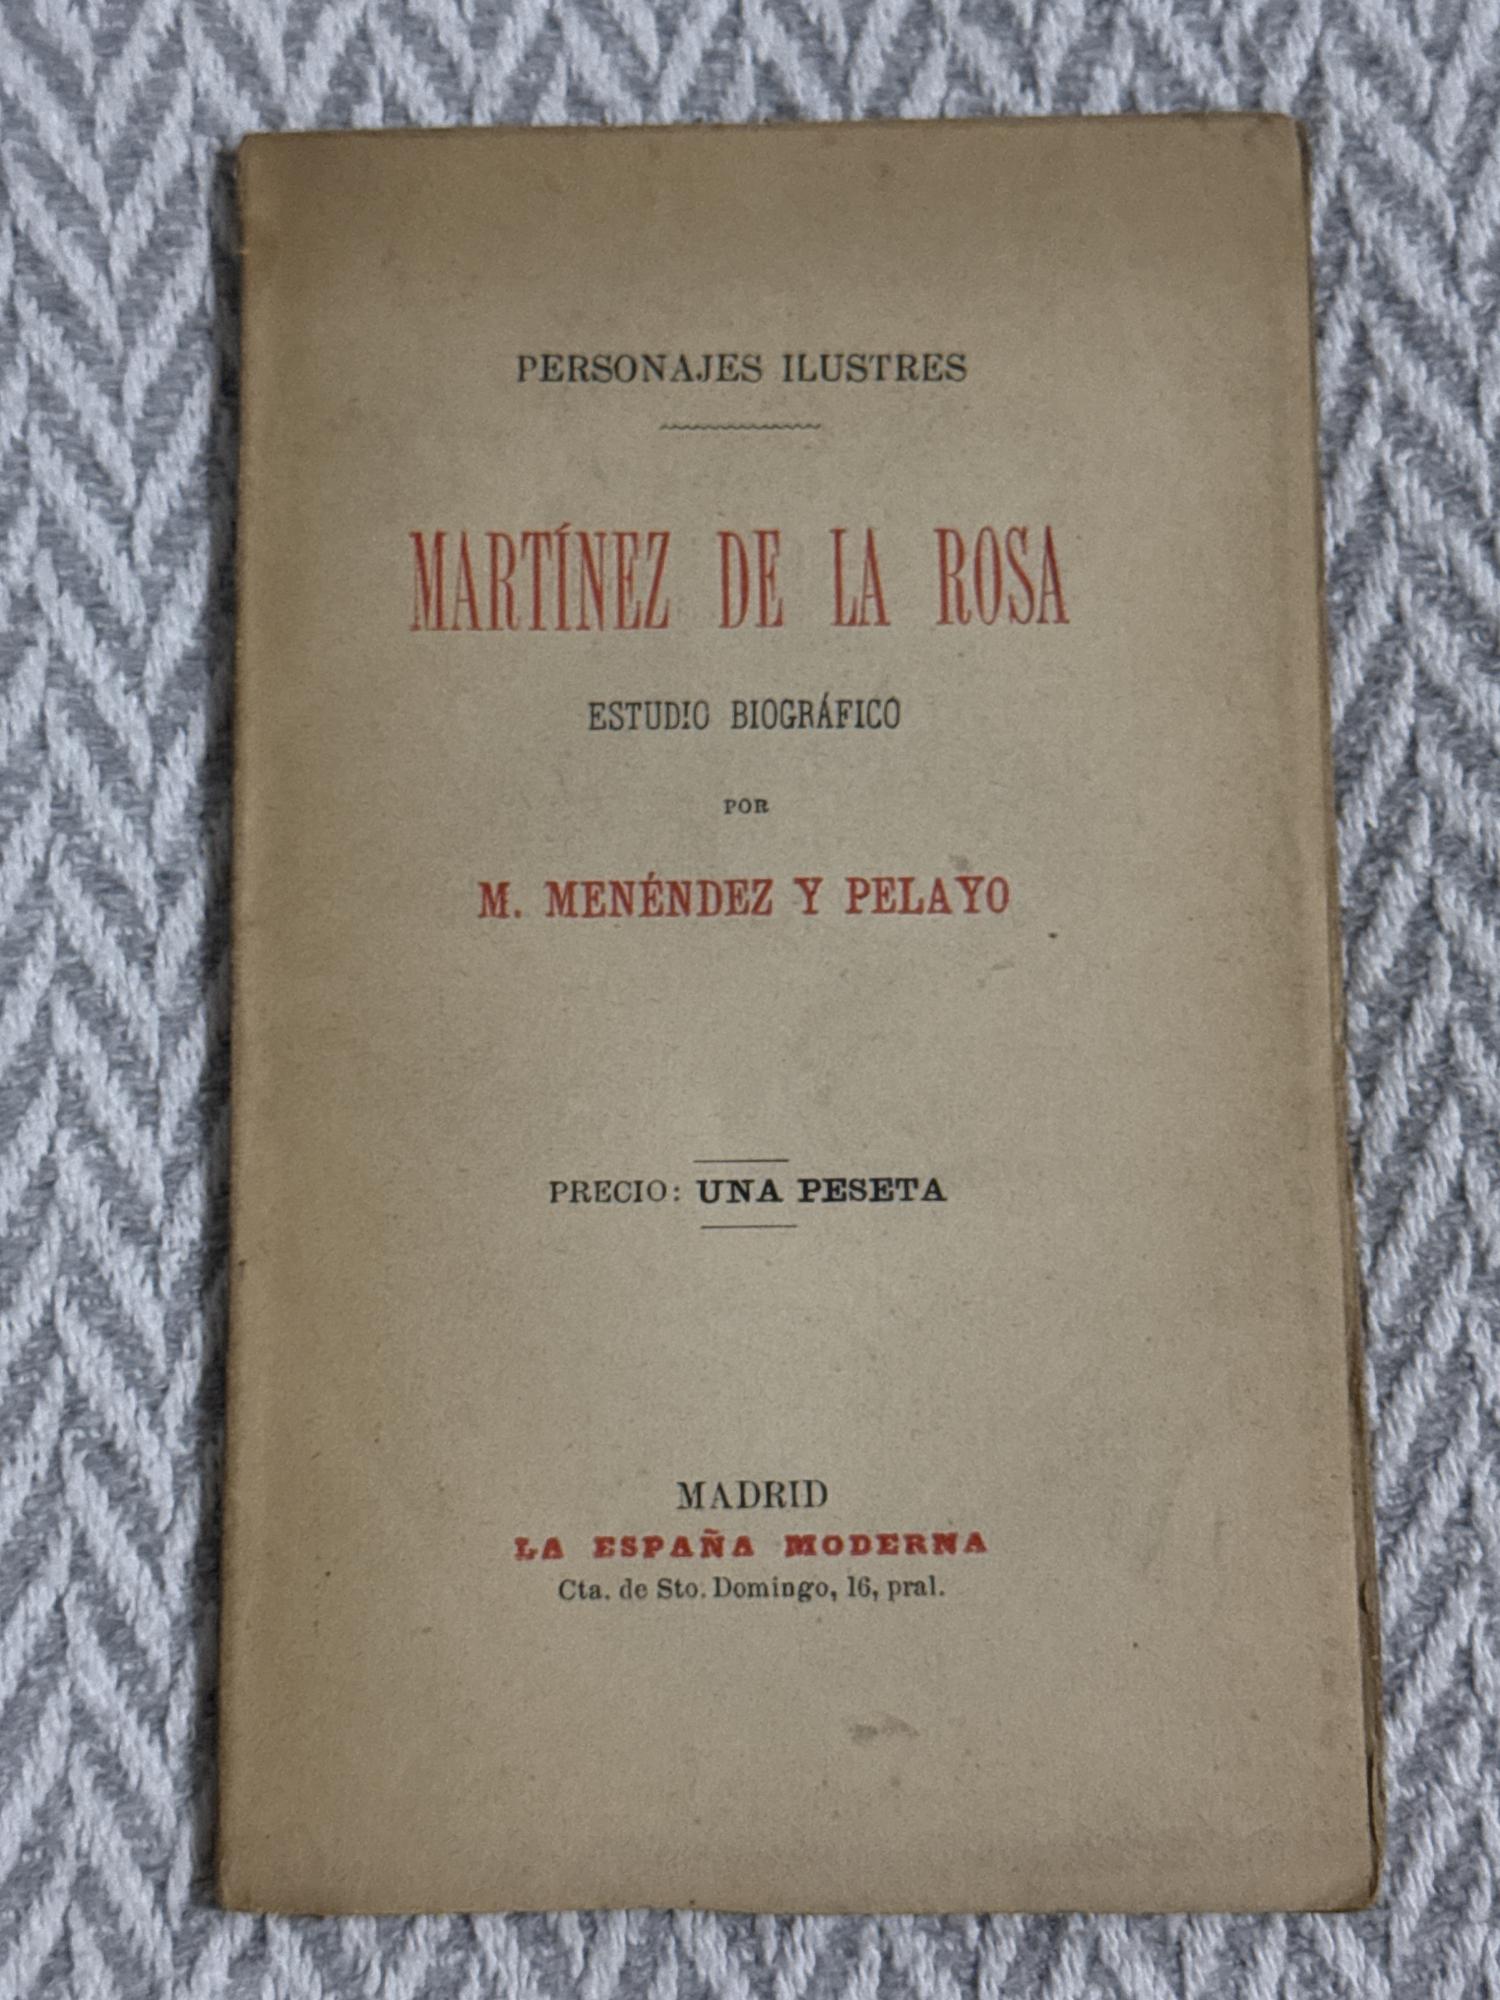 PERSONAJES ILUSTRES
MARTÍNEZ DE LA ROSA
ESTUDIO BIOGRÁFICO
POR
M. MENÉNDEZ Y PELAYO
PRECIO: UNA PESETA
MADRID
LA ESPAÑA MODERNA
Cta. de Sto. Domingo, 16, pral.